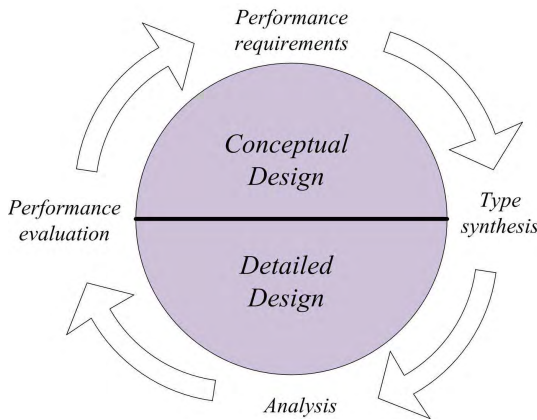 Performance
requirements
Conceptual
Design
Performance
evaluation
Type
synthesis
Detailed
Design
Analysis